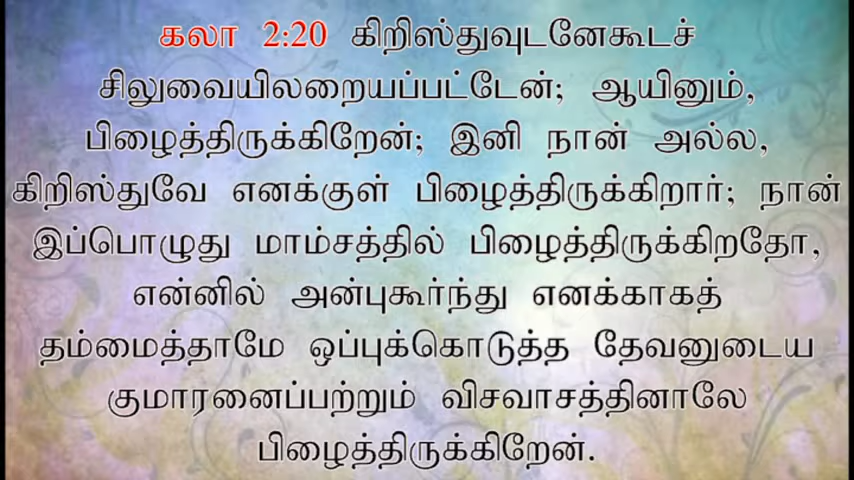 கலா 2:20 கிறிஸ்துவுடனேகூடச்
சிலுவையிலறையப்பட்டேன்; ஆயினும்,
பிழைத்திருக்கிறேன்; இனி நான் அல்ல,
கிறிஸ்துவே எனக்குள் பிழைத்திருக்கிறார்; நான்
இப்பொழுது மாம்சத்தில் பிழைத்திருக்கிறதோ,
என்னில் அன்புகூர்ந்து எனக்காகத்
தம்மைத்தாமே ஒப்புக்கொடுத்த தேவனுடைய
குமாரனைப்பற்றும் விசவாசத்தினாலே
பிழைத்திருக்கிறேன்.